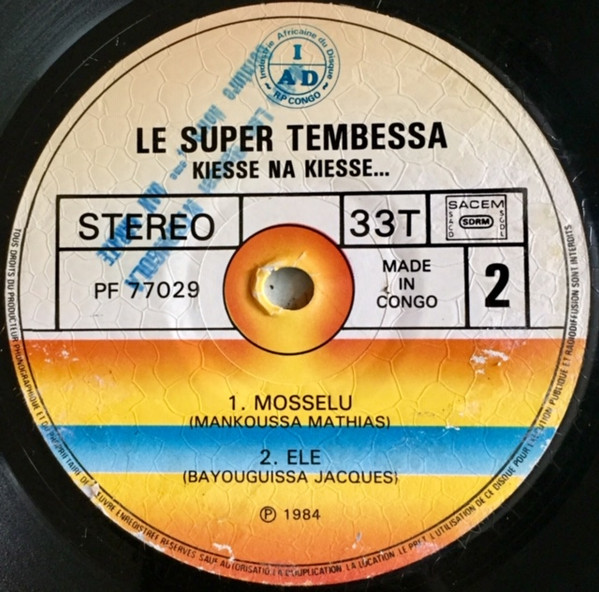 Industrie Africaine du Disque
I
AD
RP CONGO
LE SUPER TEMBESSA
KIESSE NA KIESSE...
STEREO
33T
SACEM
SACD
SDRM
SGDL
PF 77029
MADE
IN
CONGO
2
1. MOSSELU
(MANKOUSSA MATHIAS)
2. ELE
(BAYOUGUISSA JACQUES)
℗ 1984
TOUS DROITS DU PRODUCTEUR PHONOGRAPHIQUE ET DU PROPRIETAIRE DE L'ŒUVRE ENREGISTREE RESERVES SAUF AUTORISATION LA DUPLICATION LA LOCATION LE PRET L'UTILISATION DE CE DISQUE POUR EXECUTION PUBLIQUE ET RADIODIFFUSION SONT INTERDITS